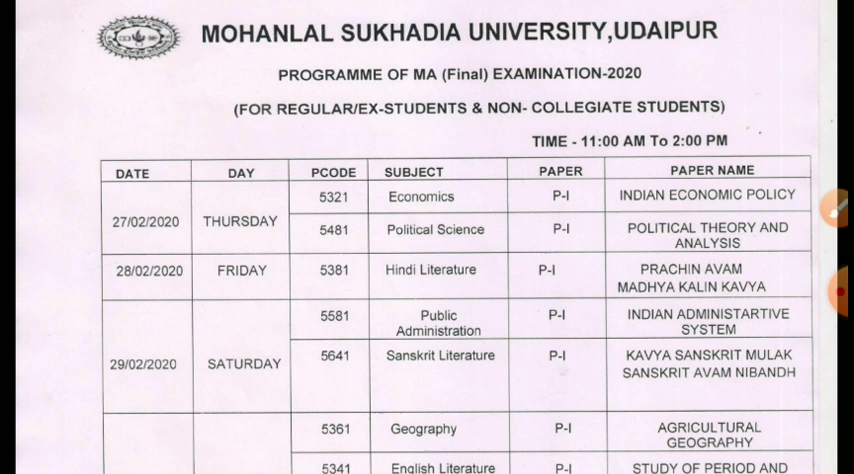 MOHANLAL SUKHADIA UNIVERSITY,UDAIPUR
PROGRAMME OF MA (Final) EXAMINATION-2020
(FOR REGULAR/EX-STUDENTS & NON- COLLEGIATE STUDENTS)
TIME - 11:00 AM To 2:00 PM
DATE DAY PCODE SUBJECT PAPER PAPER NAME
5321 Economics P-I INDIAN ECONOMIC POLICY
27/02/2020 THURSDAY
5481 Political Science P-I POLITICAL THEORY AND
ANALYSIS
28/02/2020 FRIDAY 5381 Hindi Literature P-I PRACHIN AVAM
MADHYA KALIN KAVYA
5581 Public P-I INDIAN ADMINISTARTIVE
Administration SYSTEM
29/02/2020 SATURDAY
5641 Sanskrit Literature P-I KAVYA SANSKRIT MULAK
SANSKRIT AVAM NIBANDH
5361 Geography P-I AGRICULTURAL
GEOGRAPHY
5341 English Literature P-I STUDY OF PERIOD AND